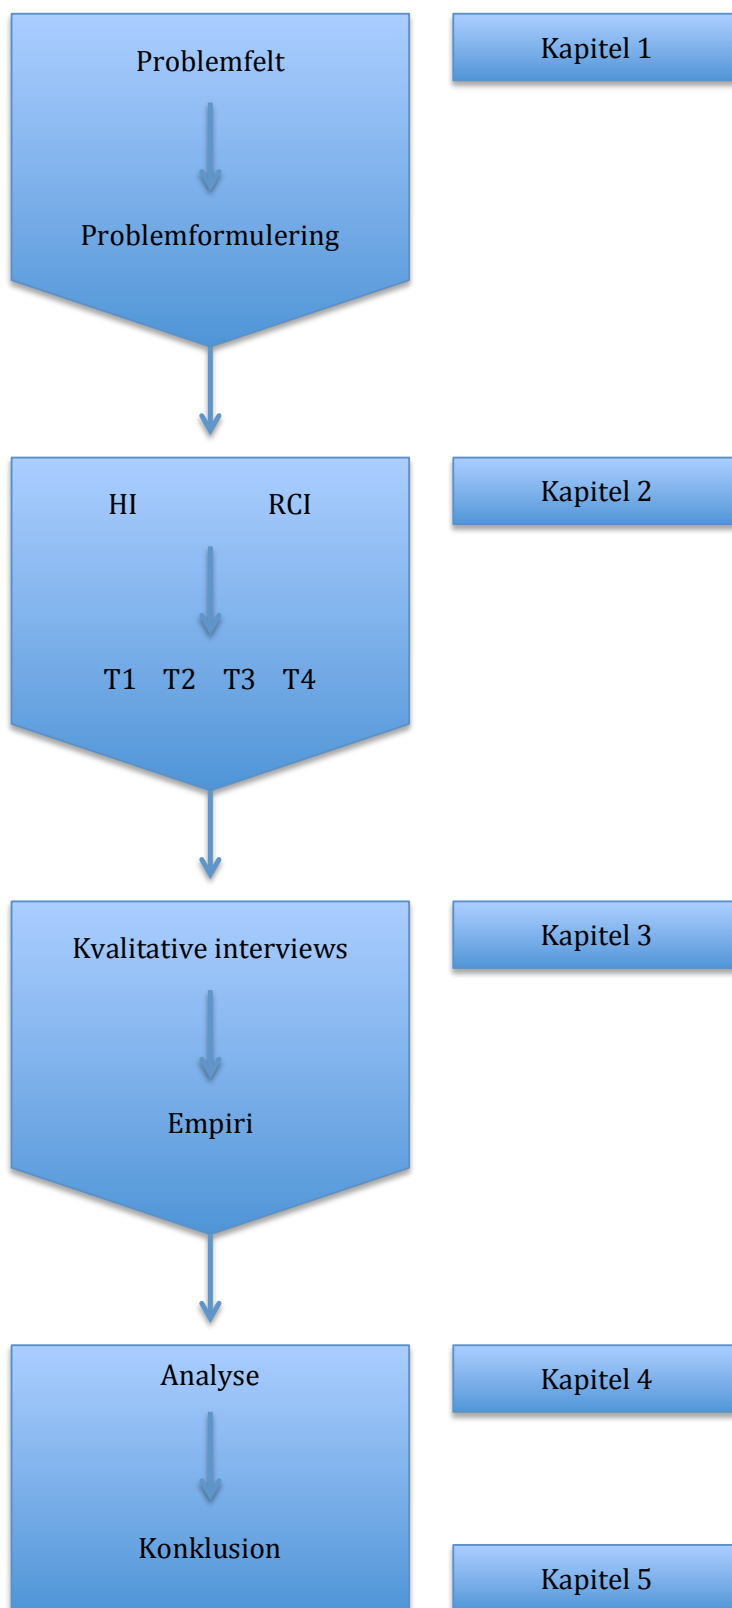 Problemfelt
Kapitel 1
Problemformulering
HI RCI
Kapitel 2
T1 T2 T3 T4
Kvalitative interviews
Kapitel 3
Empiri
Analyse
Kapitel 4
Konklusion
Kapitel 5